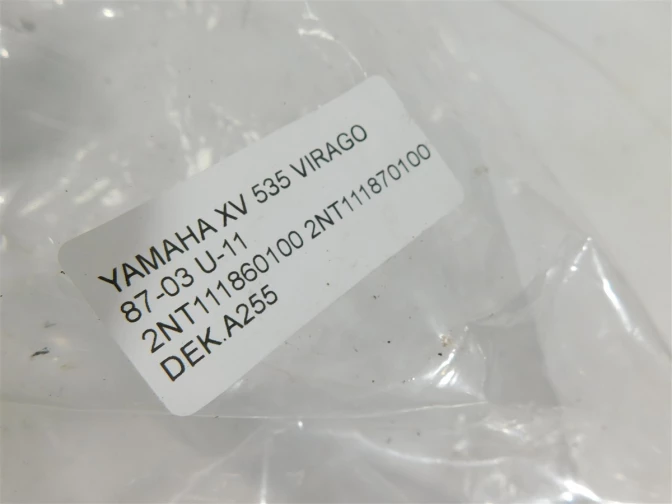 YAMAHA XV 535 VIRAGO
87-03 U-11
2NT111860100 2NT111870100
DEK.A255